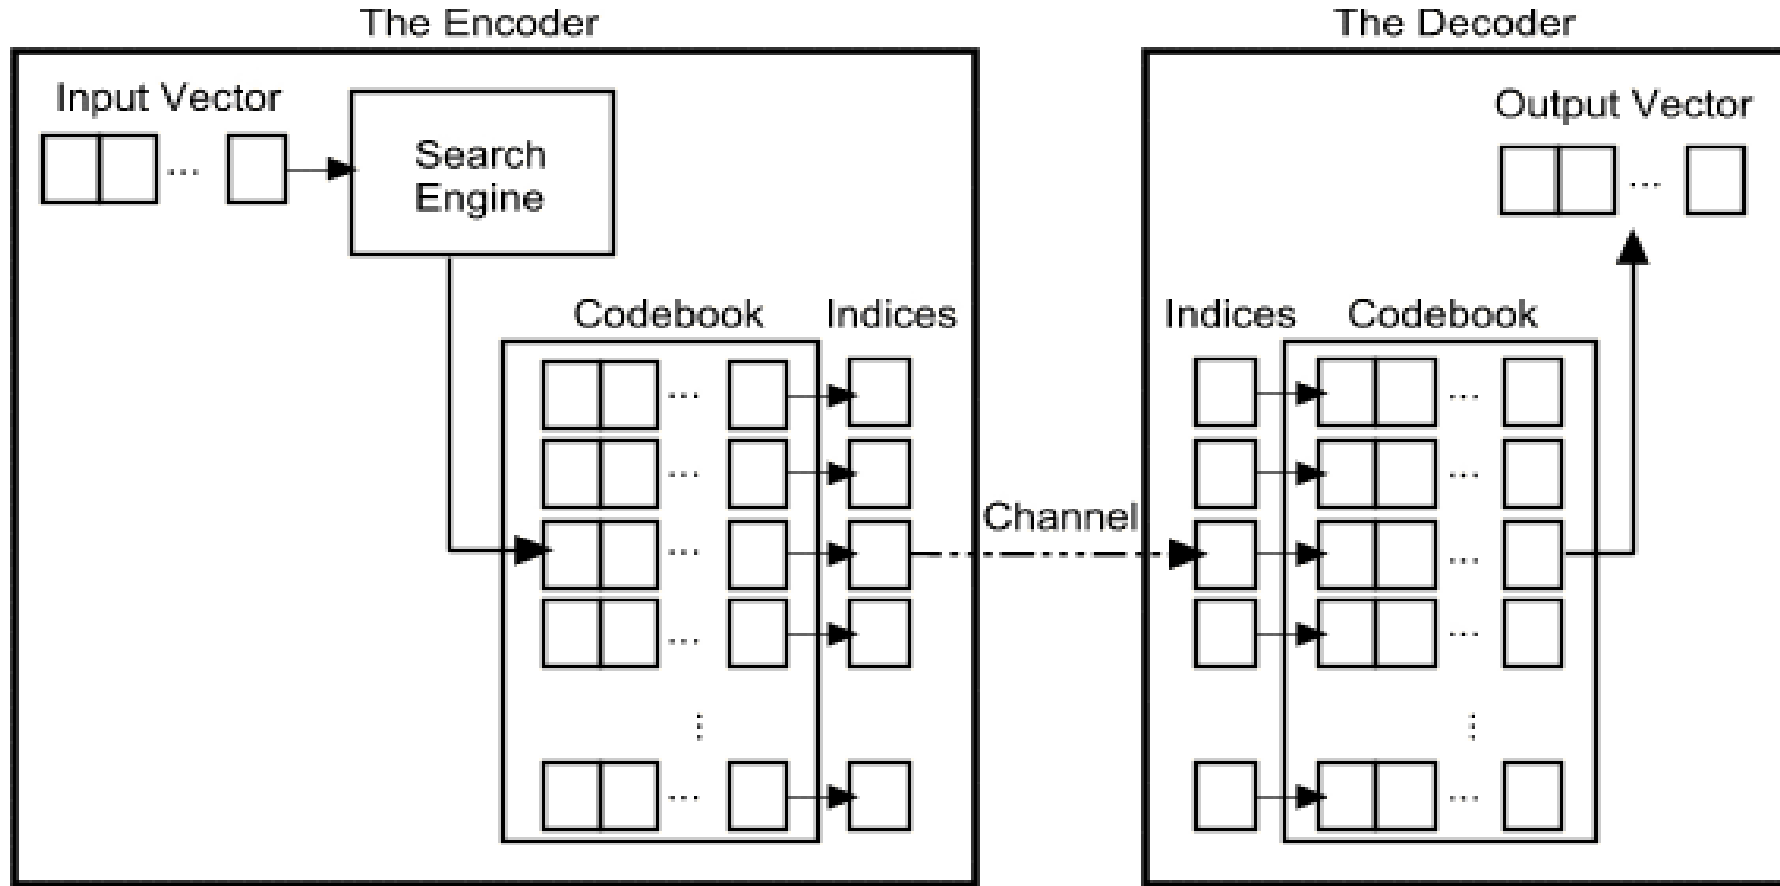 The Encoder
Input Vector
...
Search
Engine
Codebook
Indices
...
...
...
...
...
Channel
The Decoder
Output Vector
...
Indices
Codebook
...
...
...
...
...